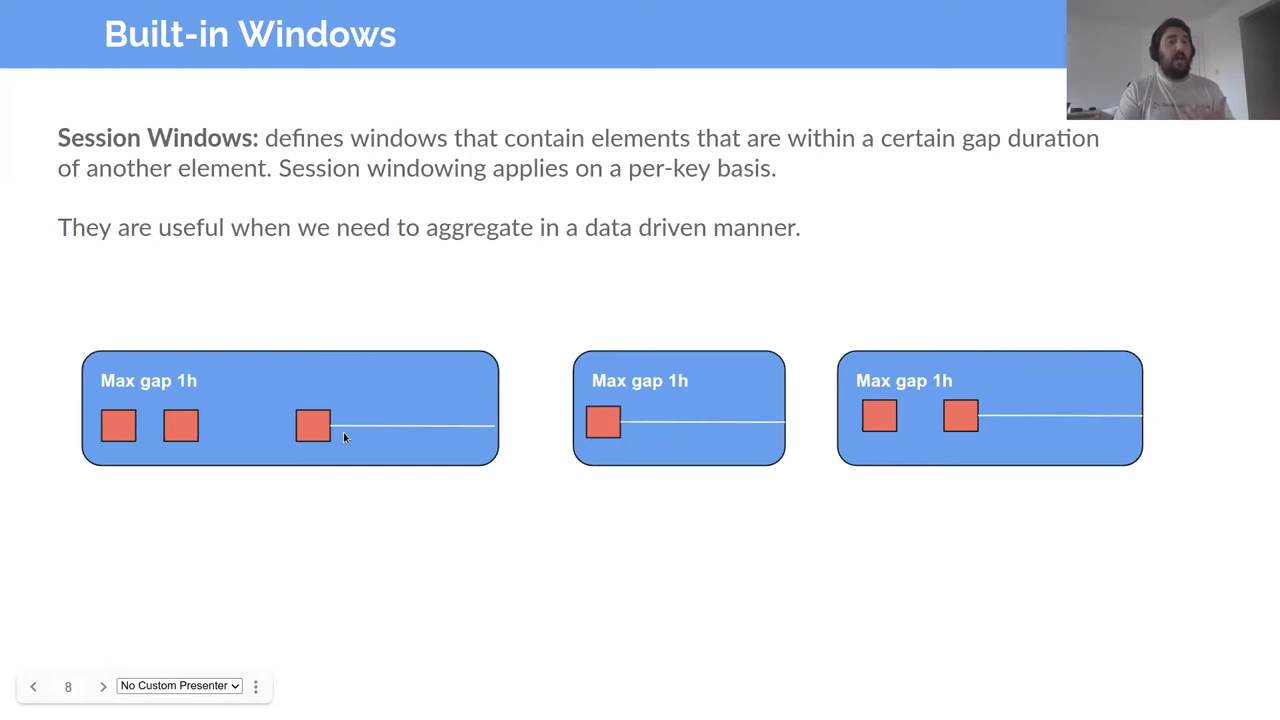 Built-in Windows
Session Windows: defines windows that contain elements that are within a certain gap duration
of another element. Session windowing applies on a per-key basis.
They are useful when we need to aggregate in a data driven manner.
Max gap 1h
Max gap 1h
Max gap 1h
8
No Custom Presenter